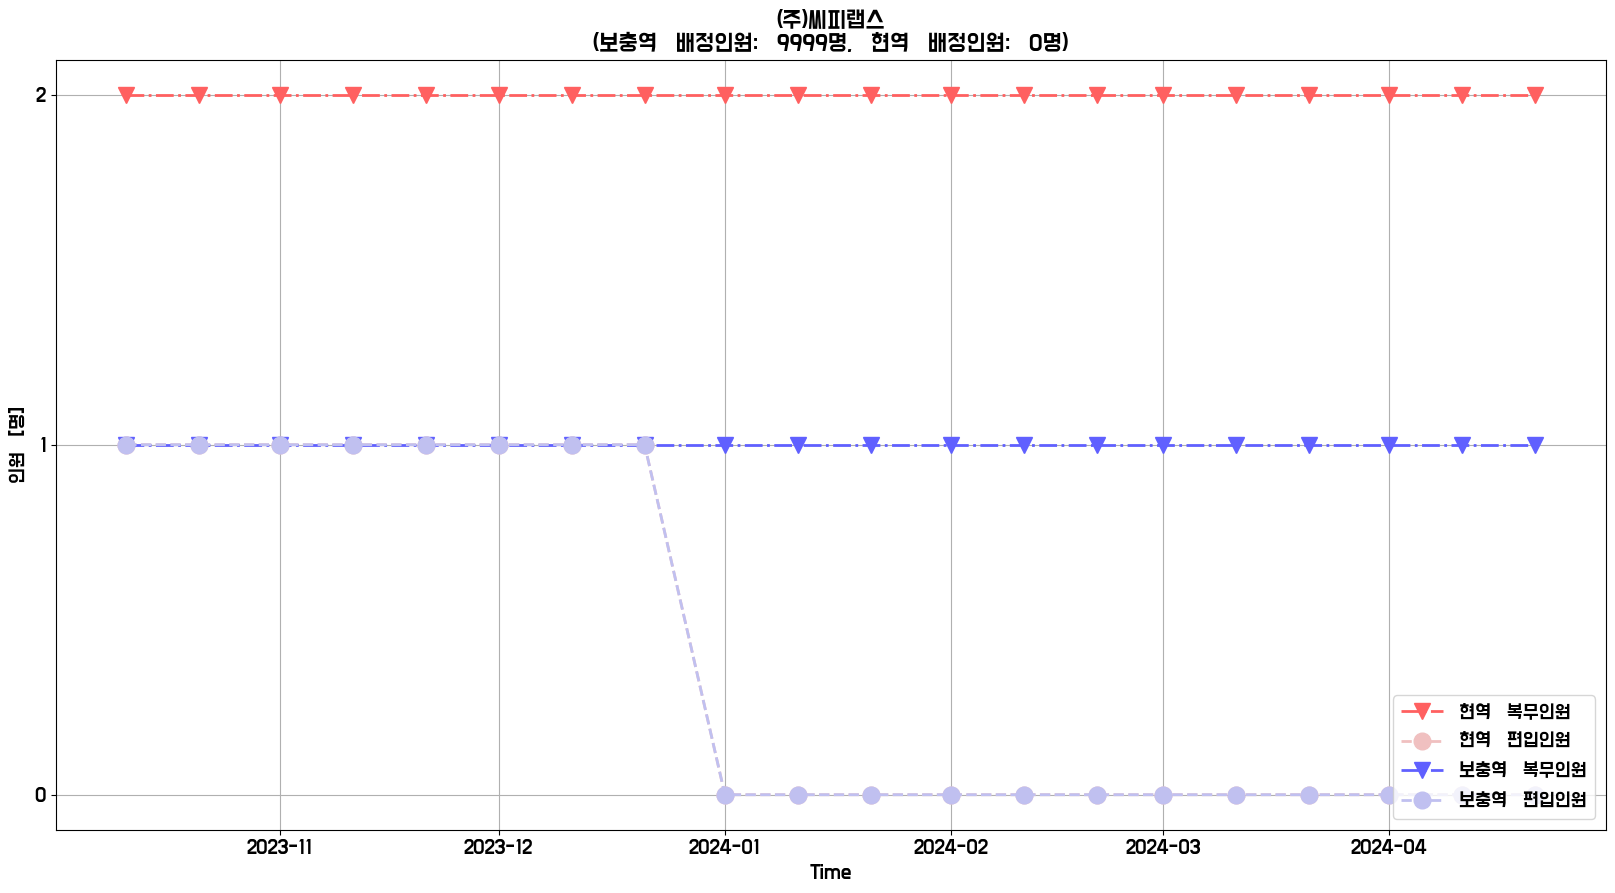 (주)씨피랩스
(보충역 배정인원: 9999명, 현역 배정인원: 0명)
2
1
0
인원 [명]
2023-11
2023-12
2024-01
2024-02
2024-03
2024-04
Time
현역 복무인원
현역 편입인원
보충역 복무인원
보충역 편입인원